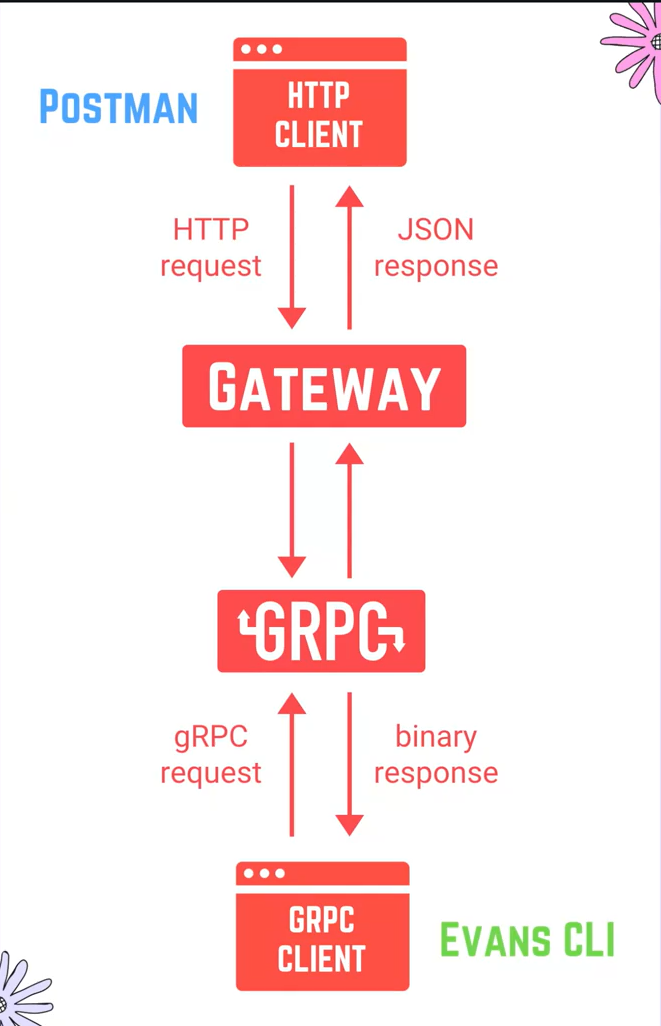 HTTP
CLIENT
POSTMAN
HTTP
request
JSON
response
GATEWAY
GRPC
gRPC
request
binary
response
GRPC
CLIENT
EVANS CLI